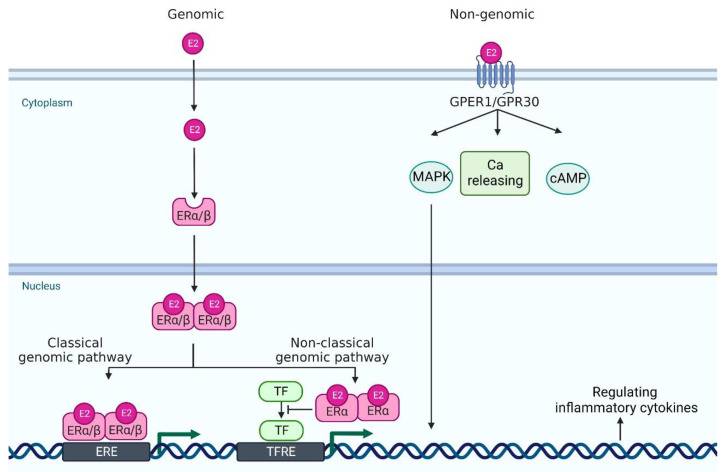 Genomic
Non-genomic
E2
E2
Cytoplasm
E2
GPER1/GPR30
MAPK
Ca
releasing
cAMP
ERα/β
Nucleus
E2
E2
ERα/β
ERα/β
Classical
genomic pathway
Non-classical
genomic pathway
TF
E2
E2
ERα
ERα
Regulating
inflammatory cytokines
E2
E2
ERα/β
ERα/β
TF
ERE
TFRE